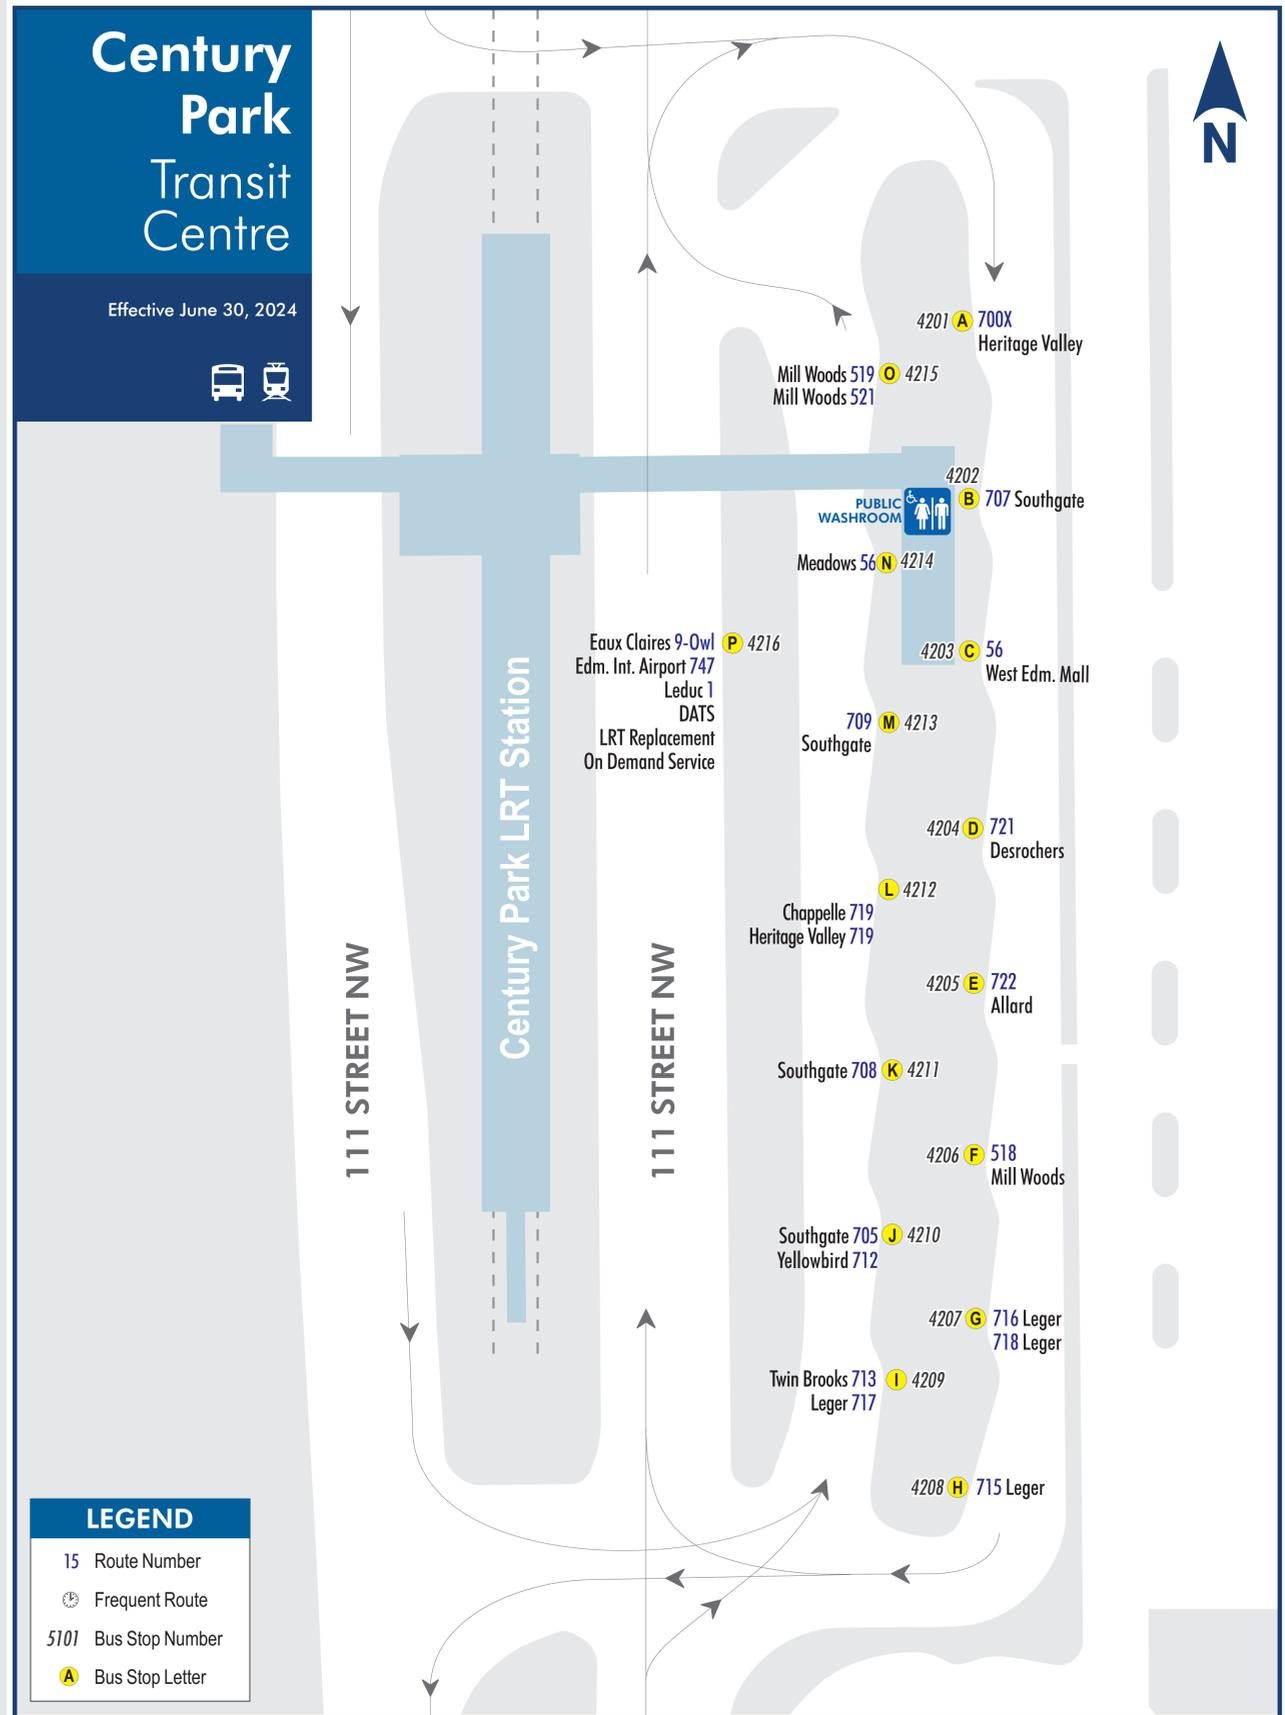 Century
Park
Transit
Centre
Effective June 30, 2024
N
4201 A 700X
Heritage Valley
Mill Woods 519 O 4215
Mill Woods 521
4202
PUBLIC
WASHROOM
B 707 Southgate
Meadows 56 N 4214
Eaux Claires 9-Owl P 4216
Edm. Int. Airport 747
Leduc 1
DATS
LRT Replacement
On Demand Service
4203 C 56
West Edm. Mall
709 M 4213
Southgate
4204 D 721
Desrochers
L 4212
Chappelle 719
Heritage Valley 719
4205 E 722
Allard
Century Park LRT Station
111 STREET NW
111 STREET NW
Southgate 708 K 4211
4206 F 518
Mill Woods
Southgate 705 J 4210
Yellowbird 712
4207 G 716 Leger
718 Leger
Twin Brooks 713 I 4209
Leger 717
4208 H 715 Leger
LEGEND
15 Route Number
Frequent Route
5101 Bus Stop Number
A Bus Stop Letter